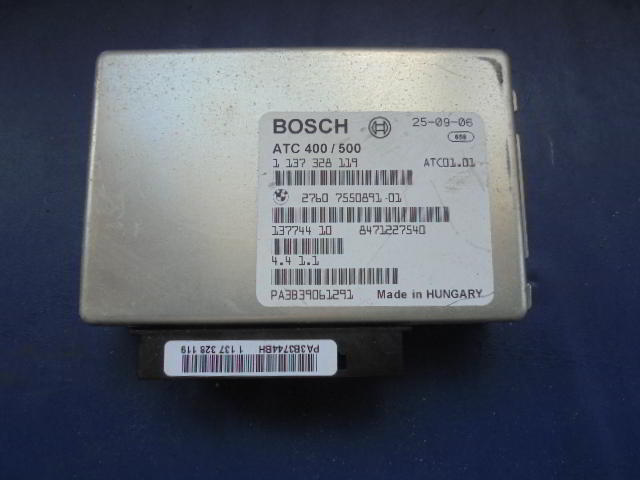 BOSCH 25-09-06
658
ATC 400 / 500
1 137 328 119 ATC01.01
2760 7550891-01
137744 10 8471227540
4.4 1.1
PA3B39061291 Made in HUNGARY
PA3B3744BH
1 137 328 119